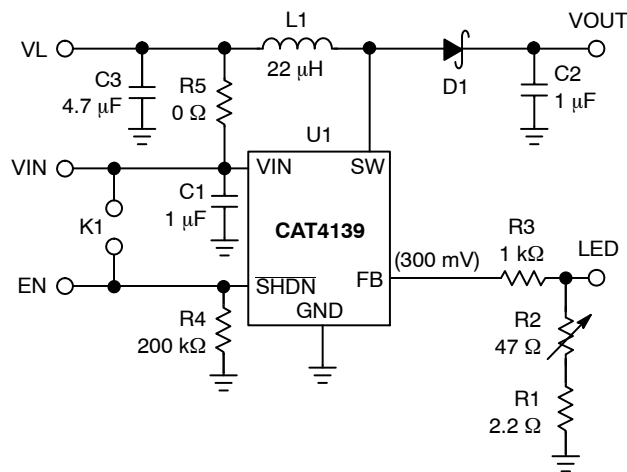 L1
VL
VOUT
22 μH
C3
4.7 μF
R5
0 Ω
D1
C2
1 μF
U1
VIN
VIN
SW
C1
1 μF
K1
CAT4139
R3
1 kΩ
LED
(300 mV)
FB
EN
SHDN
GND
R4
200 kΩ
R2
47 Ω
R1
2.2 Ω